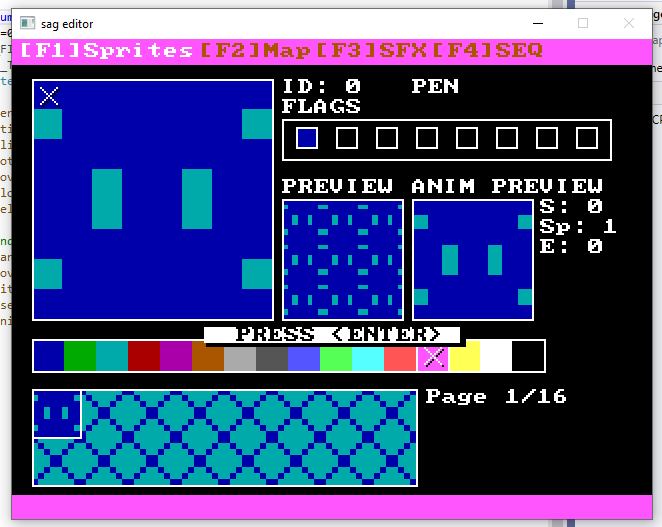 sag editor
[F1]Sprites [F2]Map [F3]SFX [F4]SEQ
ID: 0 PEN
FLAGS
PREVIEW ANIM PREVIEW
S: 0
Sp: 1
E: 0
PRESS <ENTER>
Page 1/16